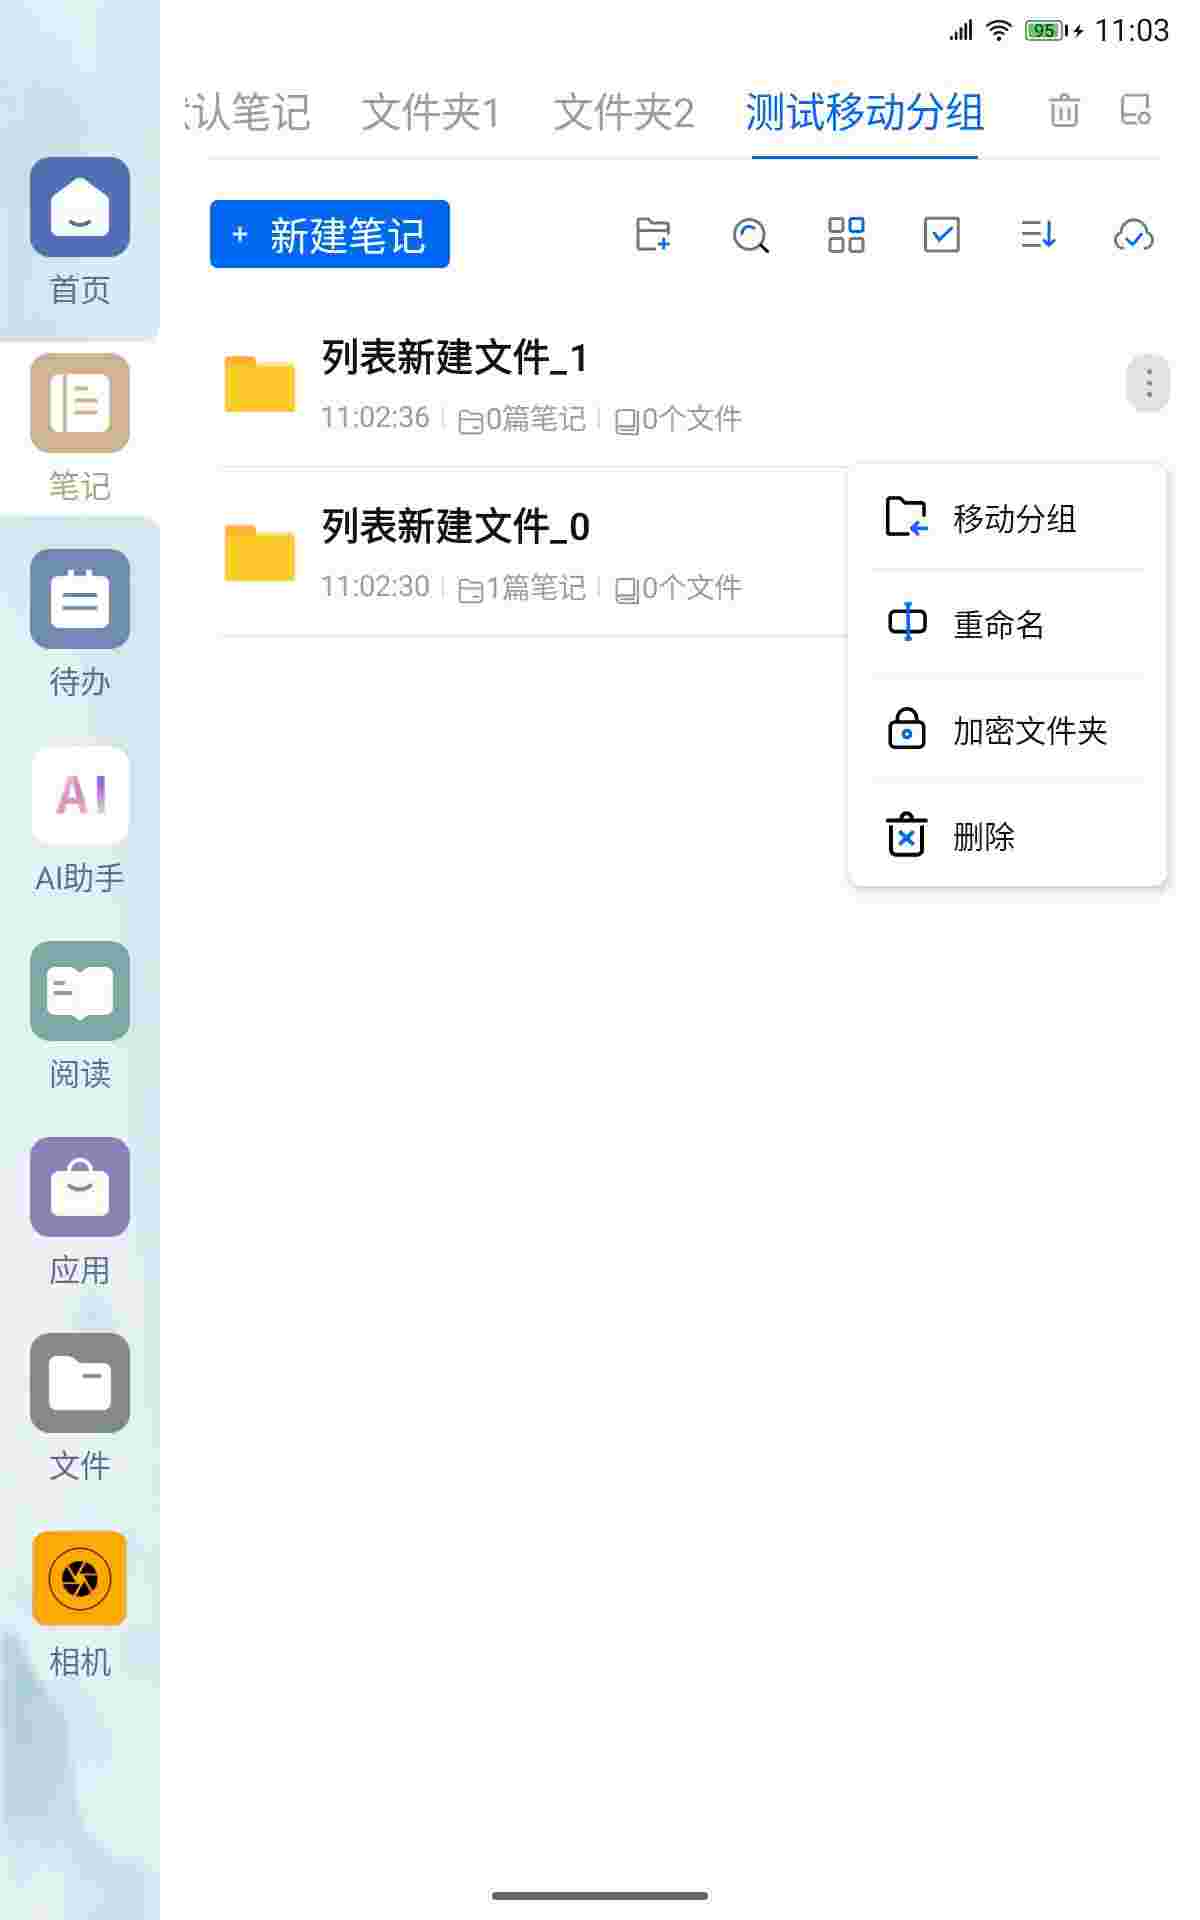 95 11:03
认笔记 文件夹1 文件夹2 测试移动分组
+ 新建笔记
列表新建文件_1
11:02:36 0篇笔记 0个文件
列表新建文件_0
11:02:30 1篇笔记 0个文件
移动分组
重命名
加密文件夹
删除
首页
笔记
待办
AI
AI助手
阅读
应用
文件
相机